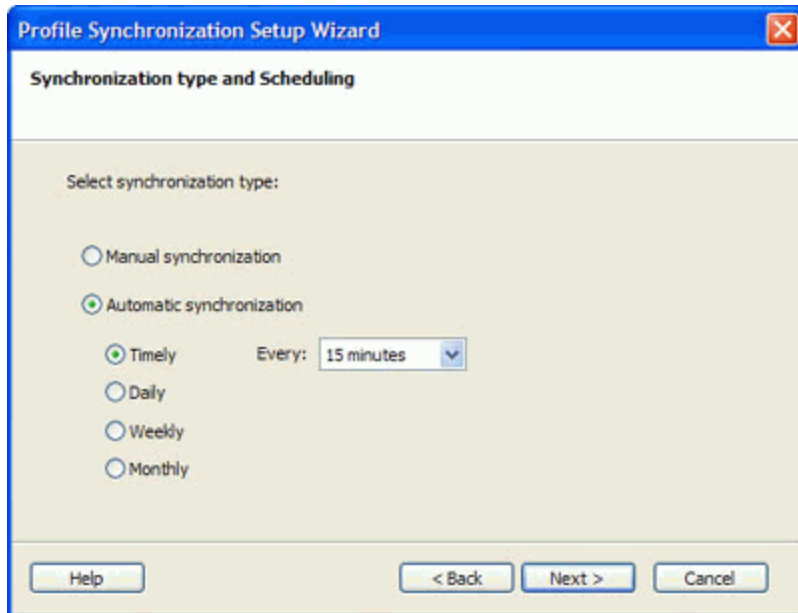 Profile Synchronization Setup Wizard
Synchronization type and Scheduling
Select synchronization type:
Manual synchronization
Automatic synchronization
Timely Every: 15 minutes
Daily
Weekly
Monthly
Help < Back Next > Cancel